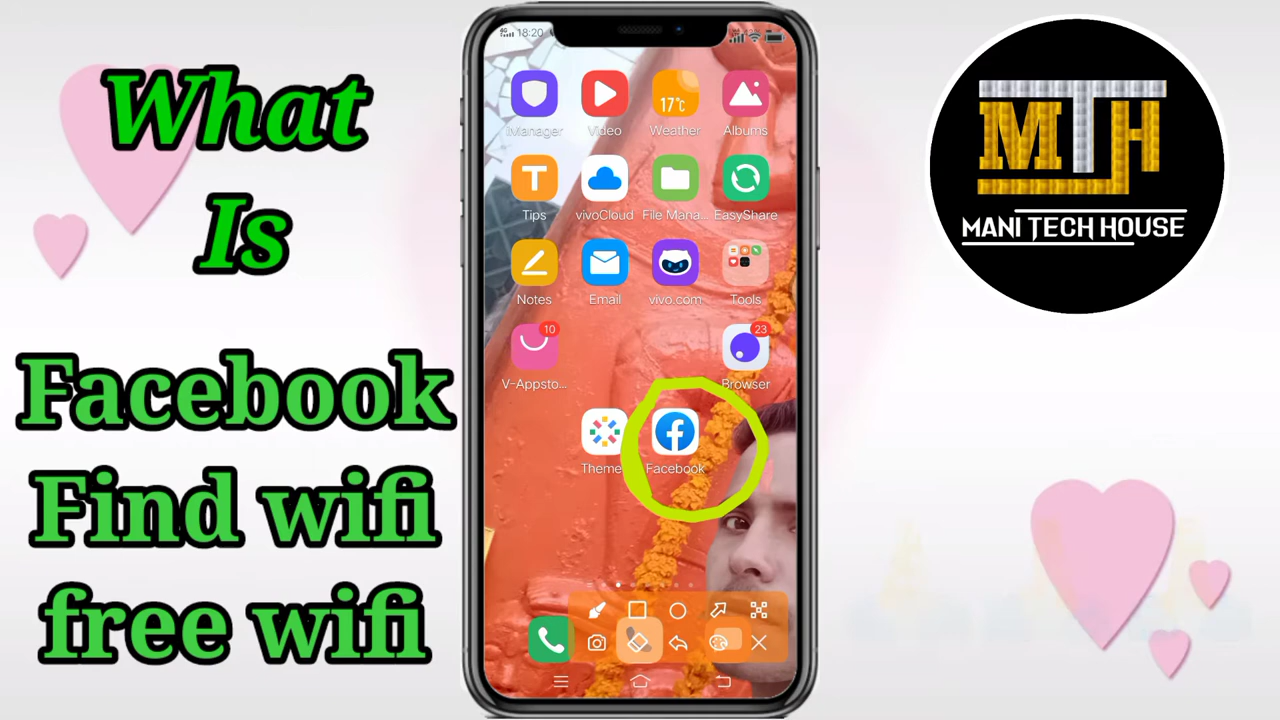 What
Is
Facebook
Find wifi
free wifi
4G
18:20
iManager
Video
17°c
Weather
Albums
T
Tips
vivoCloud
File Mana...
EasyShare
Notes
Email
vivo.com
Tools
10
V-Appsto...
23
Browser
Theme
f
Facebook
MTH
MANI TECH HOUSE